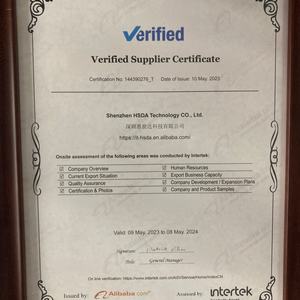 Verified
Verified Supplier Certificate
Certification No. 144390276_T Date of Issue: 10 May. 2023
Shenzhen HSDA Technology CO., Ltd.
https://it-hsda.en.alibaba.com/
Onsite assessment of the following areas was conducted by Intertek:
Company Overview Human Resources
Current Export Situation Export Business Capacity
Quality Assurance Company Development / Expansion Plans
Certification & Photos Company and Product Samples
Valid 09 May, 2023 to 08 May, 2024
Signature:
Title: General Manager
Issued by: Alibaba.com Assessed by: intertek